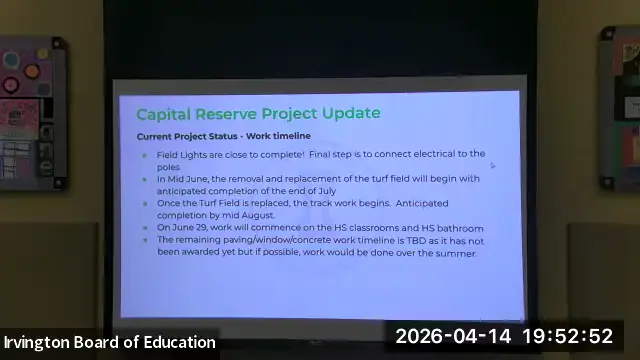 Capital Reserve Project Update
Current Project Status - Work timeline
Field Lights are close to complete! Final step is to connect electrical to the
poles
In Mid June, the removal and replacement of the turf field will begin with
anticipated completion of the end of July
Once the Turf Field is replaced, the track work begins. Anticipated
completion by mid August.
On June 29, work will commence on the HS classrooms and HS bathroom
The remaining paving/window/concrete work timeline is TBD as it has not
been awarded yet but if possible, work would be done over the summer.
Irvington Board of Education
2026-04-14 19:52:52